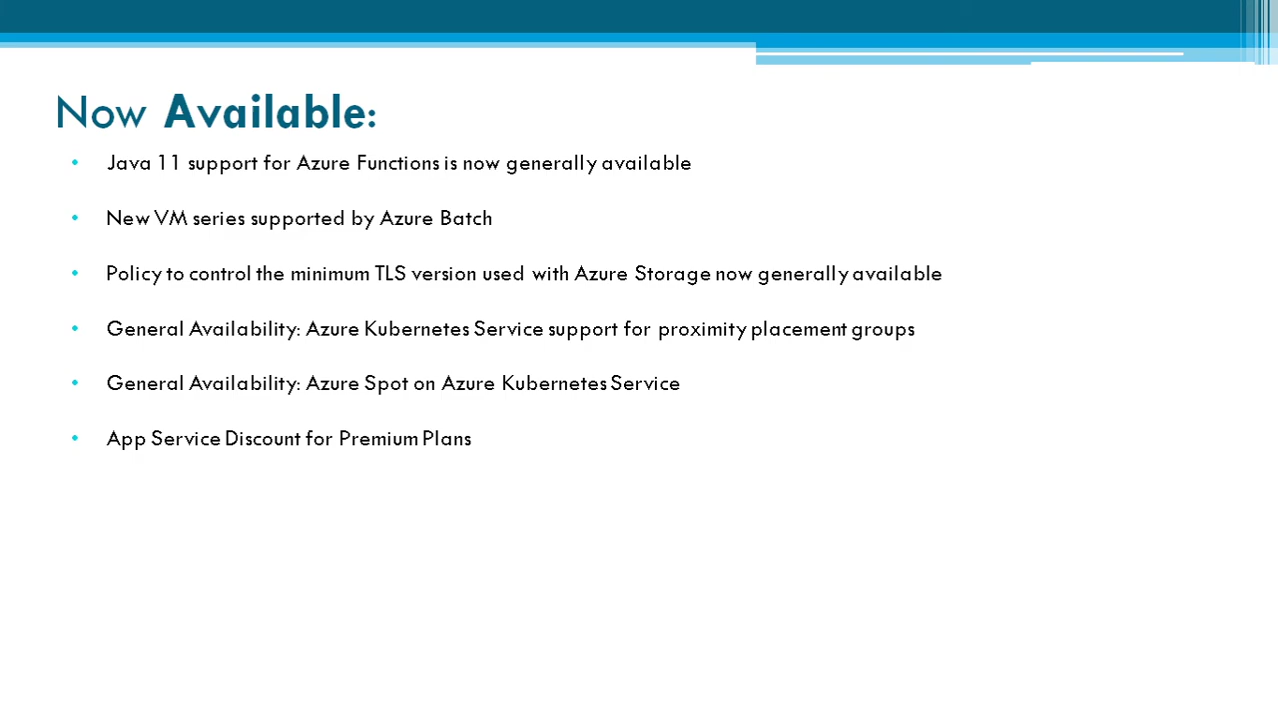 Now Available:
• Java 11 support for Azure Functions is now generally available
• New VM series supported by Azure Batch
• Policy to control the minimum TLS version used with Azure Storage now generally available
• General Availability: Azure Kubernetes Service support for proximity placement groups
• General Availability: Azure Spot on Azure Kubernetes Service
• App Service Discount for Premium Plans